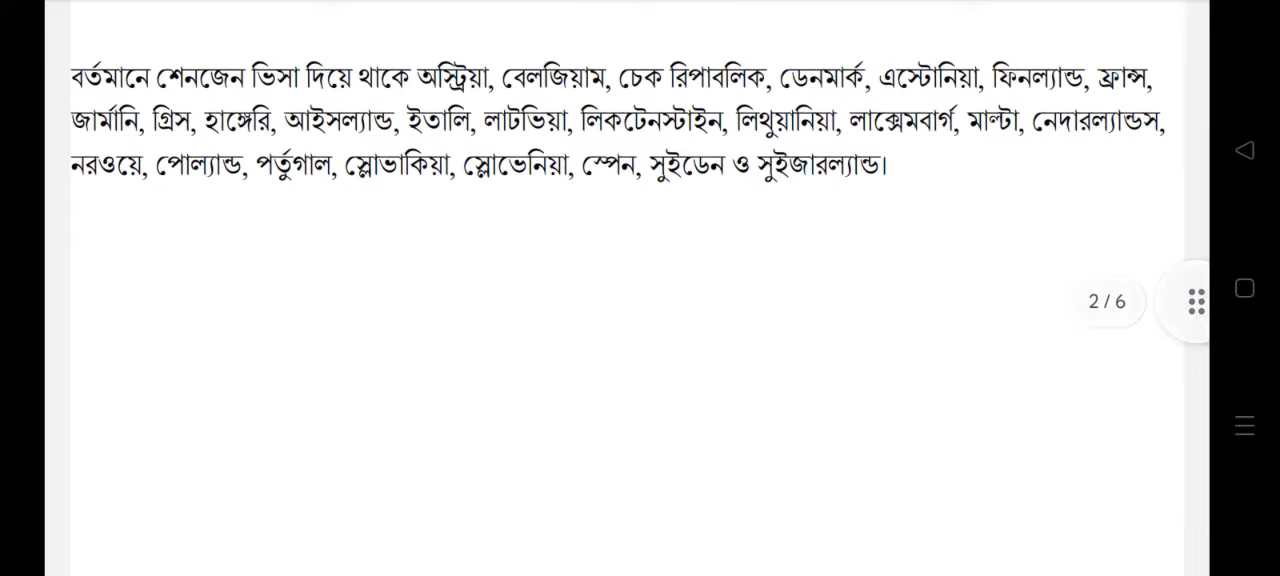 বর্তমানে শেনজেন ভিসা দিয়ে থাকে অস্ট্রিয়া, বেলজিয়াম, চেক রিপাবলিক, ডেনমার্ক, এস্টোনিয়া, ফিনল্যান্ড, ফ্রান্স,
জার্মানি, গ্রিস, হাঙ্গেরি, আইসল্যান্ড, ইতালি, লাটভিয়া, লিকটেনস্টাইন, লিথুয়ানিয়া, লাক্সেমবার্গ, মাল্টা, নেদারল্যান্ডস,
নরওয়ে, পোল্যান্ড, পর্তুগাল, স্লোভাকিয়া, স্লোভেনিয়া, স্পেন, সুইডেন ও সুইজারল্যান্ড।
2 / 6